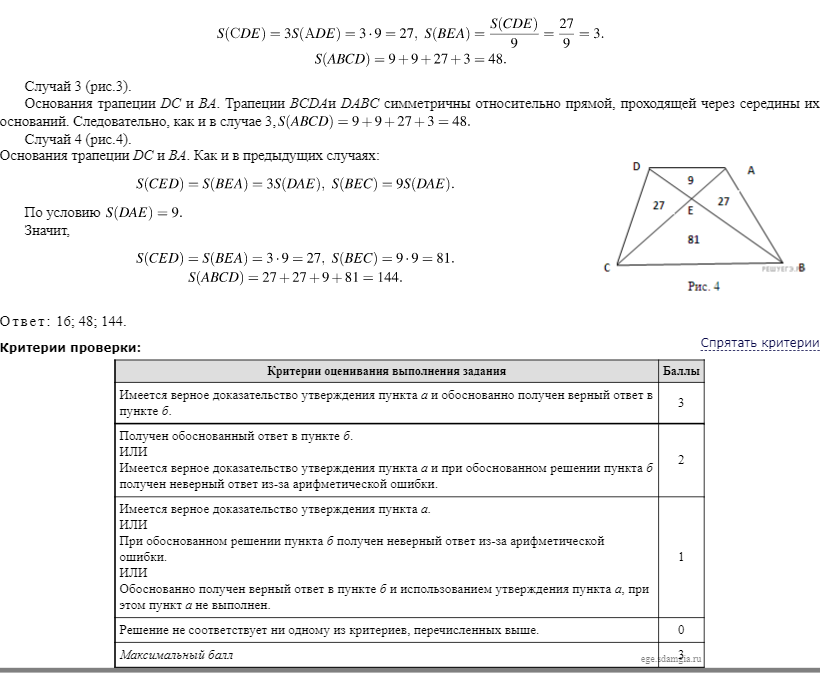 S(CDE) = 3S(ADE) = 3 · 9 = 27, S(BEA) = S(CDE)/9 = 27/9 = 3.
S(ABCD) = 9 + 9 + 27 + 3 = 48.
Случай 3 (рис.3).
Основания трапеции DC и BA. Трапеции BCDAи DABC симметричны относительно прямой, проходящей через середины их
оснований. Следовательно, как и в случае 3, S(ABCD) = 9 + 9 + 27 + 3 = 48.
Случай 4 (рис.4).
Основания трапеции DC и BA. Как и в предыдущих случаях:
S(CED) = S(BEA) = 3S(DAE), S(BEC) = 9S(DAE).
По условию S(DAE) = 9.
Значит,
S(CED) = S(BEA) = 3 · 9 = 27, S(BEC) = 9 · 9 = 81.
S(ABCD) = 27 + 27 + 9 + 81 = 144.
D
A
9
27
27
E
81
C
B
Рис. 4
Ответ: 16; 48; 144.
Спрятать критерии
Критерии проверки:
Критерии оценивания выполнения задания Баллы
Имеется верное доказательство утверждения пункта а и обоснованно получен верный ответ в
пункте б.
3
Получен обоснованный ответ в пункте б.
ИЛИ
Имеется верное доказательство утверждения пункта а и при обоснованном решении пункта б
получен неверный ответ из-за арифметической ошибки.
2
Имеется верное доказательство утверждения пункта а.
ИЛИ
При обоснованном решении пункта б получен неверный ответ из-за арифметической
ошибки.
ИЛИ
Обоснованно получен верный ответ в пункте б и использованием утверждения пункта а, при
этом пункт а не выполнен.
1
Решение не соответствует ни одному из критериев, перечисленных выше. 0
Максимальный балл 3
ege.sdamgia.ru